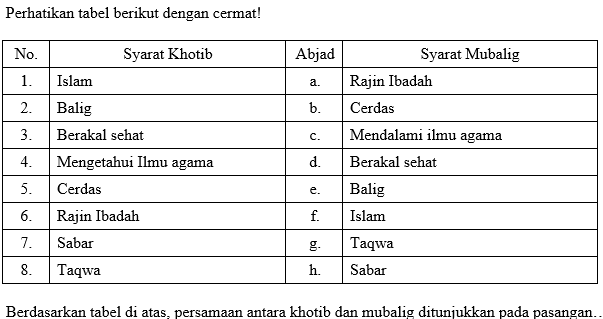 Perhatikan tabel berikut dengan cermat!
No. Syarat Khotib Abjad Syarat Mubalig
1. Islam a. Rajin Ibadah
2. Balig b. Cerdas
3. Berakal sehat c. Mendalami ilmu agama
4. Mengetahui Ilmu agama d. Berakal sehat
5. Cerdas e. Balig
6. Rajin Ibadah f. Islam
7. Sabar g. Taqwa
8. Taqwa h. Sabar
Berdasarkan tabel di atas, persamaan antara khotib dan mubalig ditunjukkan pada pasangan..